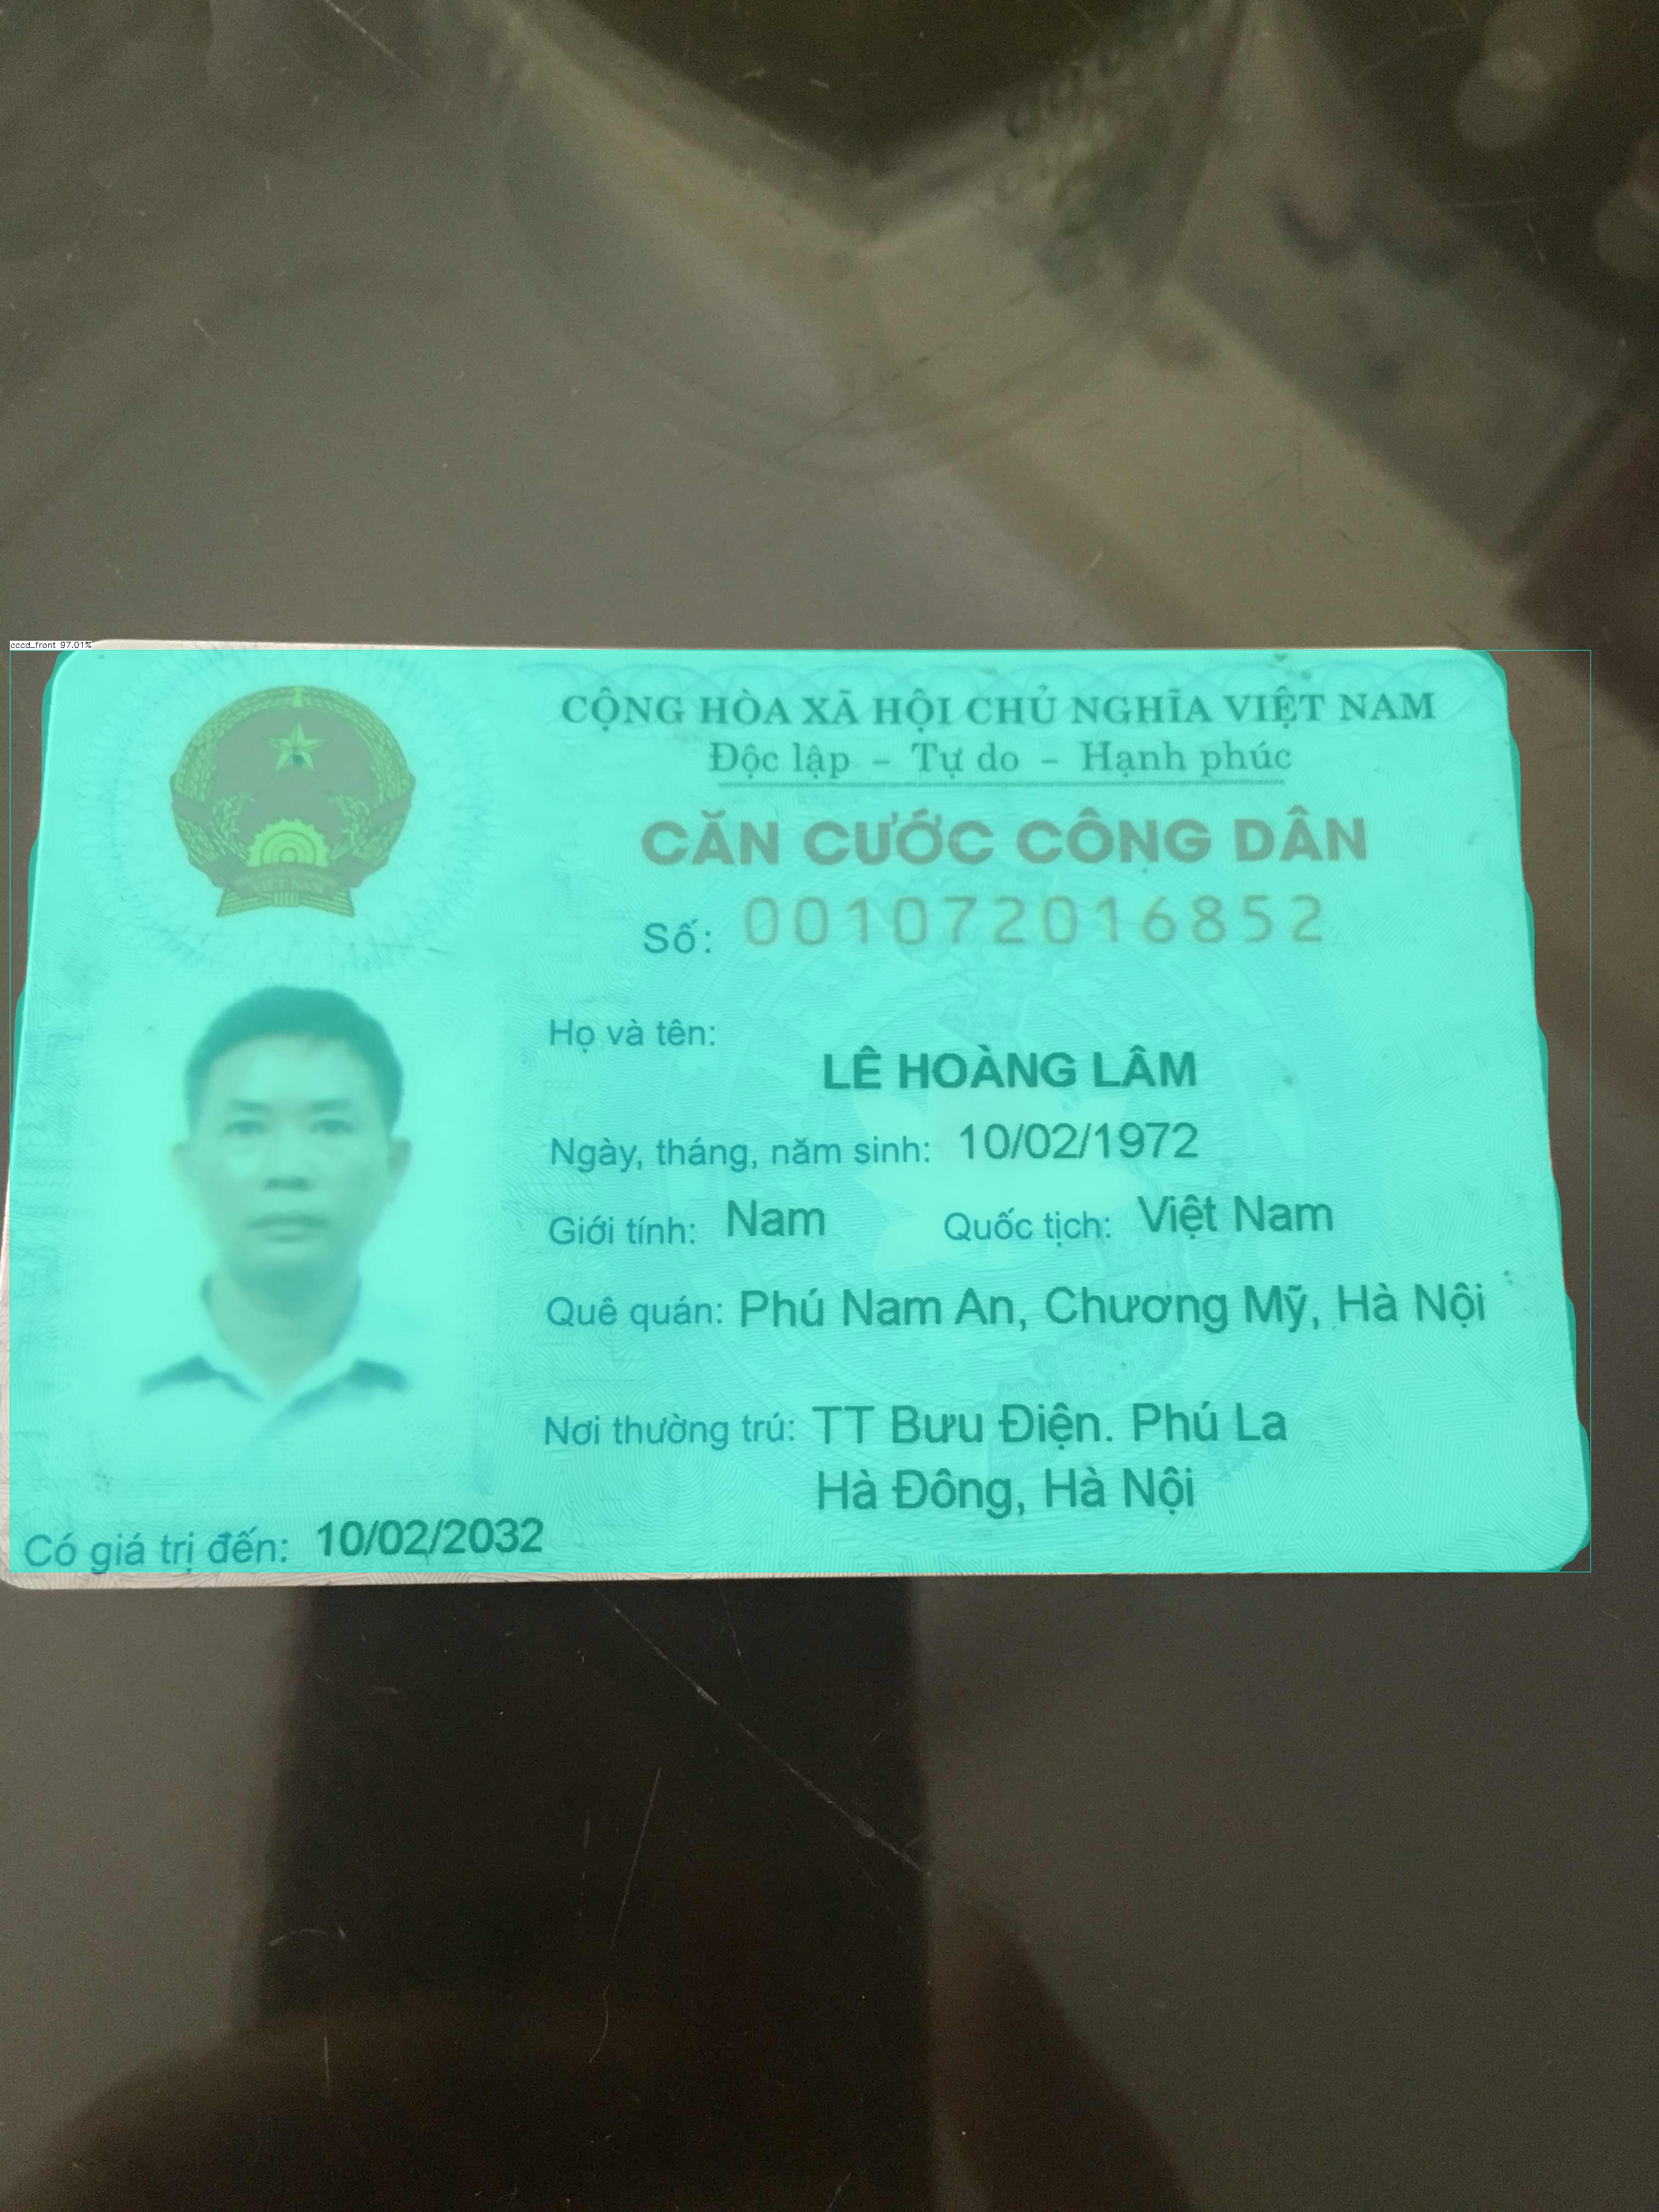 cccd_front 97.01%
CỘNG HÒA XÃ HỘI CHỦ NGHĨA VIỆT NAM
Độc lập - Tự do - Hạnh phúc
CĂN CƯỚC CÔNG DÂN
Số: 001072016852
Họ và tên:
LÊ HOÀNG LÂM
Ngày, tháng, năm sinh: 10/02/1972
Giới tính: Nam Quốc tịch: Việt Nam
Quê quán: Phú Nam An, Chương Mỹ, Hà Nội
Nơi thường trú: TT Bưu Điện. Phú La
Hà Đông, Hà Nội
Có giá trị đến: 10/02/2032